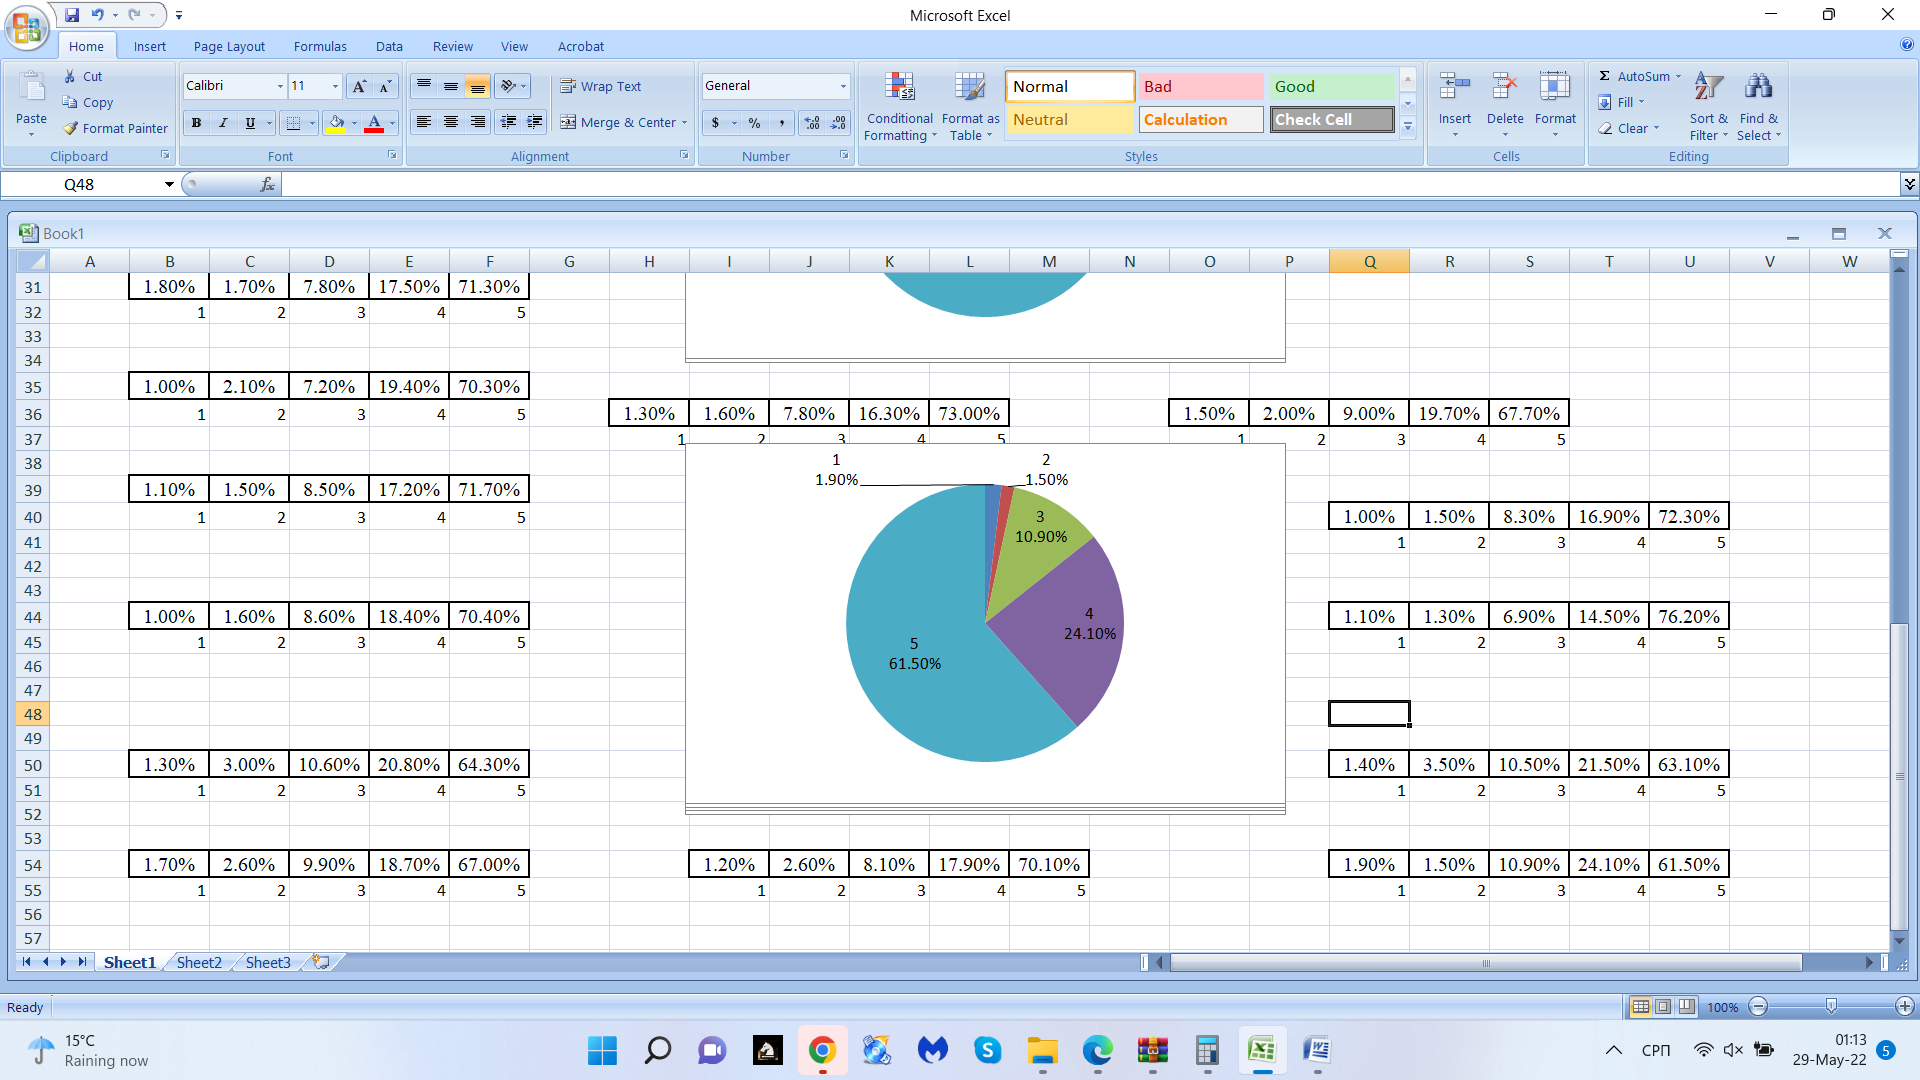 Microsoft Excel
Home Insert Page Layout Formulas Data Review View Acrobat
Paste
Cut
Copy
Format Painter
Clipboard
Calibri 11
B I U
Font
Wrap Text
Merge & Center
Alignment
General
$ % ,
Number
Conditional Formatting
Format as Table
Normal Bad Good
Neutral Calculation Check Cell
Styles
Insert Delete Format
Cells
Σ AutoSum
Fill
Clear
Sort & Filter
Find & Select
Editing
Q48 fx
Book1
A B C D E F G H I J K L M N O P Q R S T U V W
31 1.80% 1.70% 7.80% 17.50% 71.30%
32 1 2 3 4 5
33
34
35 1.00% 2.10% 7.20% 19.40% 70.30%
36 1 2 3 4 5 1.30% 1.60% 7.80% 16.30% 73.00% 1.50% 2.00% 9.00% 19.70% 67.70%
37 1 2 3 4 5 1 2 3 4 5
38
39 1.10% 1.50% 8.50% 17.20% 71.70%
40 1 2 3 4 5 1.00% 1.50% 8.30% 16.90% 72.30%
41 1 2 3 4 5
42
43
44 1.00% 1.60% 8.60% 18.40% 70.40% 1.10% 1.30% 6.90% 14.50% 76.20%
45 1 2 3 4 5 1 2 3 4 5
46
47
48
49
50 1.30% 3.00% 10.60% 20.80% 64.30% 1.40% 3.50% 10.50% 21.50% 63.10%
51 1 2 3 4 5 1 2 3 4 5
52
53
54 1.70% 2.60% 9.90% 18.70% 67.00% 1.20% 2.60% 8.10% 17.90% 70.10% 1.90% 1.50% 10.90% 24.10% 61.50%
55 1 2 3 4 5 1 2 3 4 5 1 2 3 4 5
56
57
1
1.90%
2
1.50%
3
10.90%
4
24.10%
5
61.50%
Sheet1 Sheet2 Sheet3
Ready 100%
15°C
Raining now
СРП
01:13
29-May-22
5